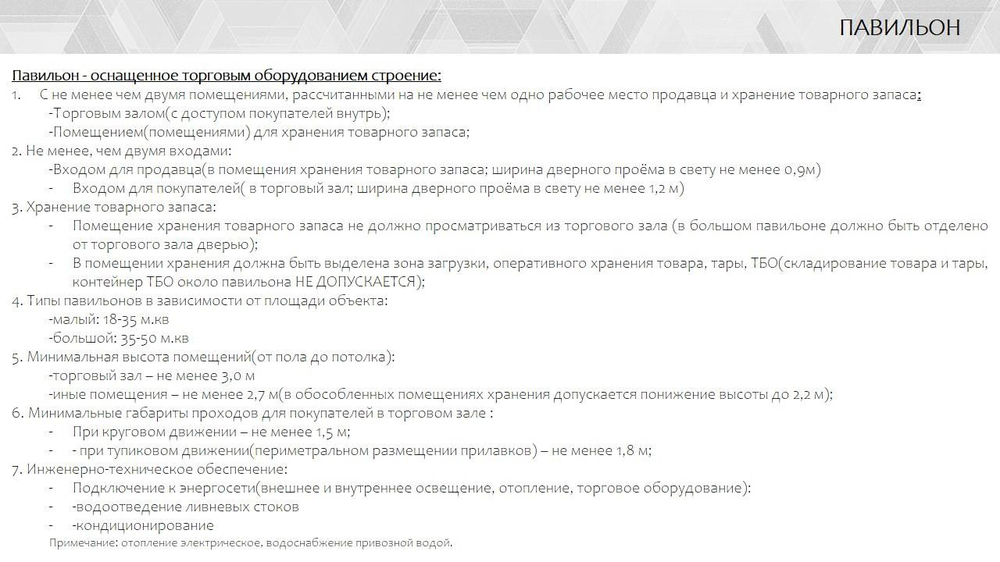 ПАВИЛЬОН
Павильон - оснащенное торговым оборудованием строение:
1. С не менее чем двумя помещениями, рассчитанными на не менее чем одно рабочее место продавца и хранение товарного запаса:
-Торговым залом(с доступом покупателей внутрь);
-Помещением(помещениями) для хранения товарного запаса;
2. Не менее, чем двумя входами:
-Входом для продавца(в помещения хранения товарного запаса; ширина дверного проёма в свету не менее 0,9м)
- Входом для покупателей( в торговый зал; ширина дверного проёма в свету не менее 1,2 м)
3. Хранение товарного запаса:
- Помещение хранения товарного запаса не должно просматриваться из торгового зала (в большом павильоне должно быть отделено
от торгового зала дверью);
- В помещении хранения должна быть выделена зона загрузки, оперативного хранения товара, тары, ТБО(складирование товара и тары,
контейнер ТБО около павильона НЕ ДОПУСКАЕТСЯ);
4. Типы павильонов в зависимости от площади объекта:
-малый: 18-35 м.кв
-большой: 35-50 м.кв
5. Минимальная высота помещений(от пола до потолка):
-торговый зал – не менее 3,0 м
-иные помещения – не менее 2,7 м(в обособленных помещениях хранения допускается понижение высоты до 2,2 м);
6. Минимальные габариты проходов для покупателей в торговом зале :
- При круговом движении – не менее 1,5 м;
- - при тупиковом движении(периметральном размещении прилавков) – не менее 1,8 м;
7. Инженерно-техническое обеспечение:
- Подключение к энергосети(внешнее и внутреннее освещение, отопление, торговое оборудование):
- -водоотведение ливневых стоков
- -кондиционирование
Примечание: отопление электрическое, водоснабжение привозной водой.